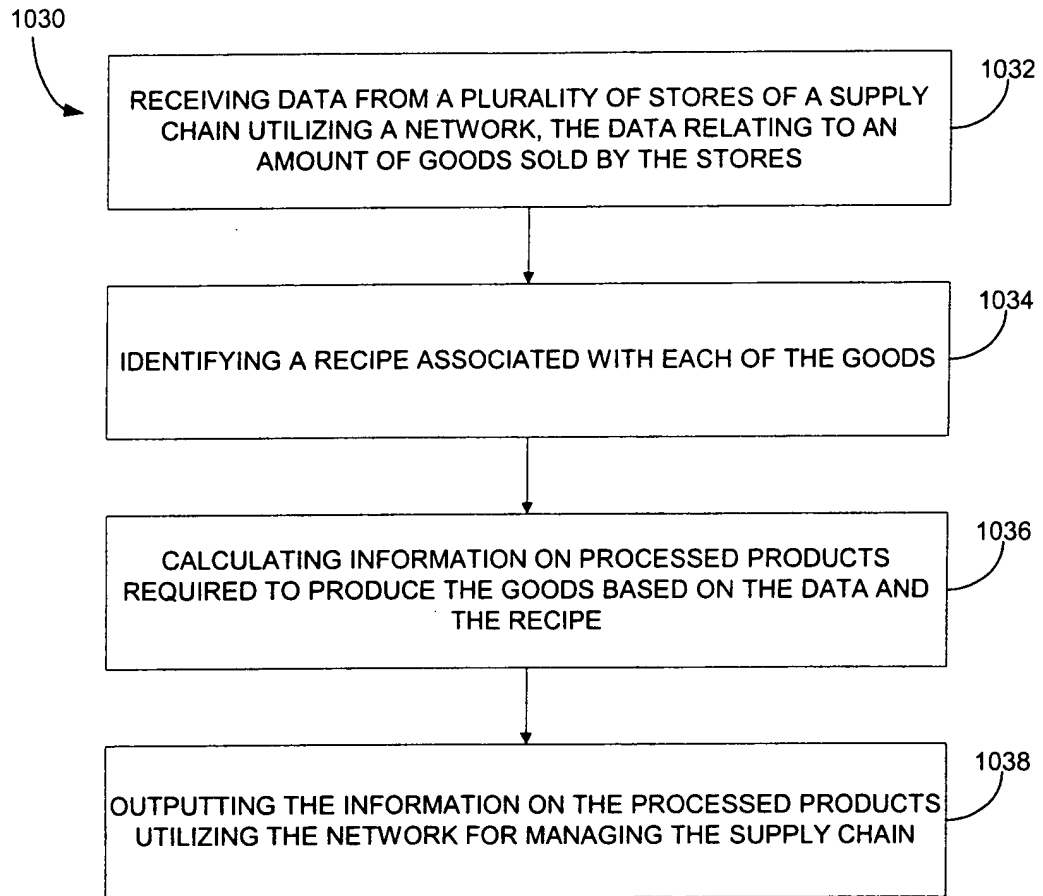 1030
1032
RECEIVING DATA FROM A PLURALITY OF STORES OF A SUPPLY
CHAIN UTILIZING A NETWORK, THE DATA RELATING TO AN
AMOUNT OF GOODS SOLD BY THE STORES
1034
IDENTIFYING A RECIPE ASSOCIATED WITH EACH OF THE GOODS
1036
CALCULATING INFORMATION ON PROCESSED PRODUCTS
REQUIRED TO PRODUCE THE GOODS BASED ON THE DATA AND
THE RECIPE
1038
OUTPUTTING THE INFORMATION ON THE PROCESSED PRODUCTS
UTILIZING THE NETWORK FOR MANAGING THE SUPPLY CHAIN